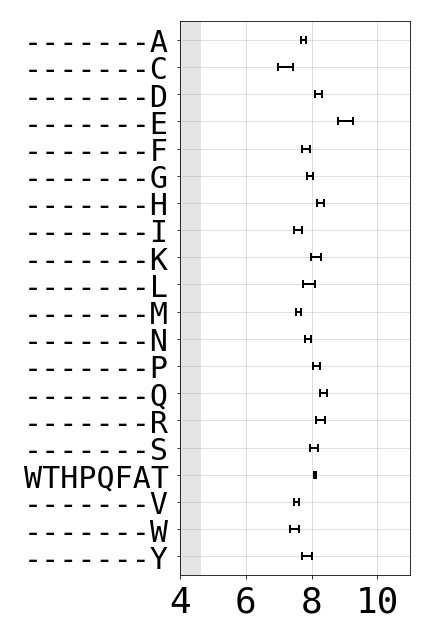 -------A
-------C
-------D
-------E
-------F
-------G
-------H
-------I
-------K
-------L
-------M
-------N
-------P
-------Q
-------R
-------S
WTHPQFAT
-------V
-------W
-------Y
4 6 8 10